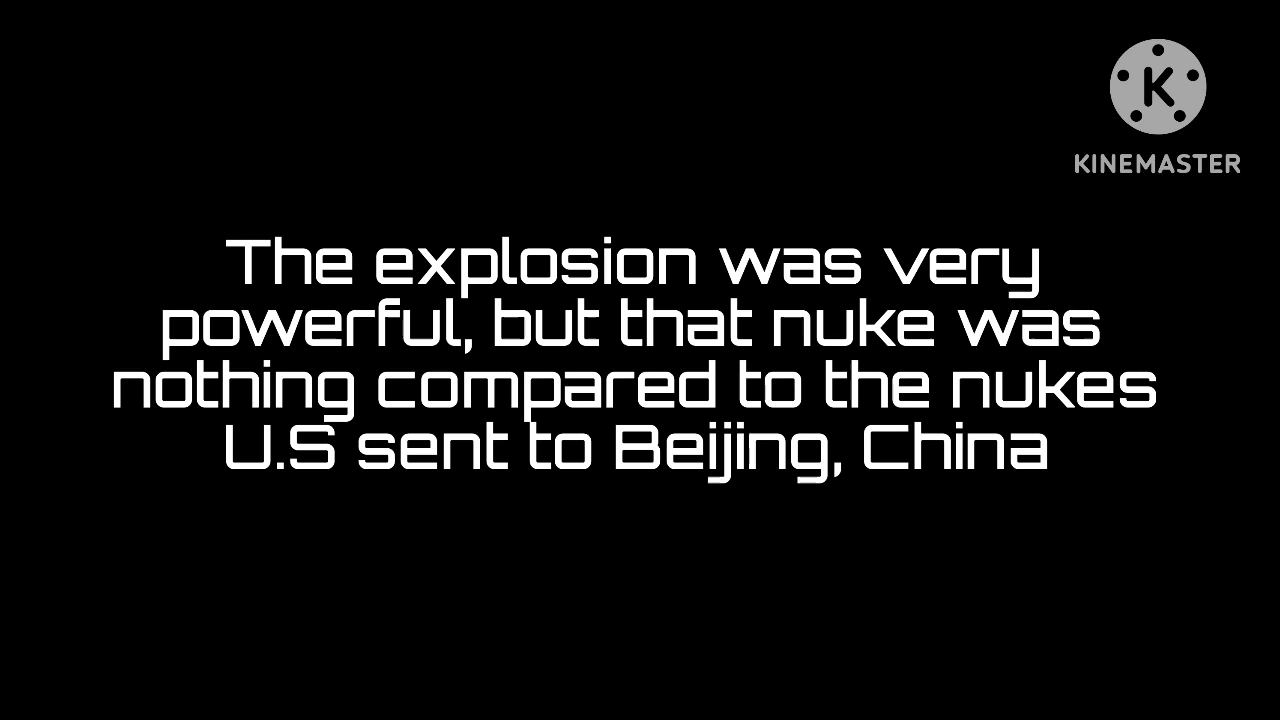 K
KINEMASTER
The explosion was very
powerful, but that nuke was
nothing compared to the nukes
U.S sent to Beijing, China